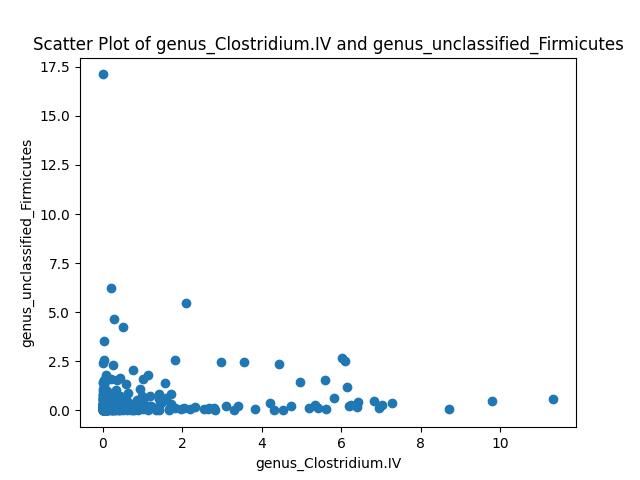 Scatter Plot of genus_Clostridium.IV and genus_unclassified_Firmicutes
17.5
15.0
12.5
10.0
7.5
5.0
2.5
0.0
genus_unclassified_Firmicutes
0 2 4 6 8 10
genus_Clostridium.IV